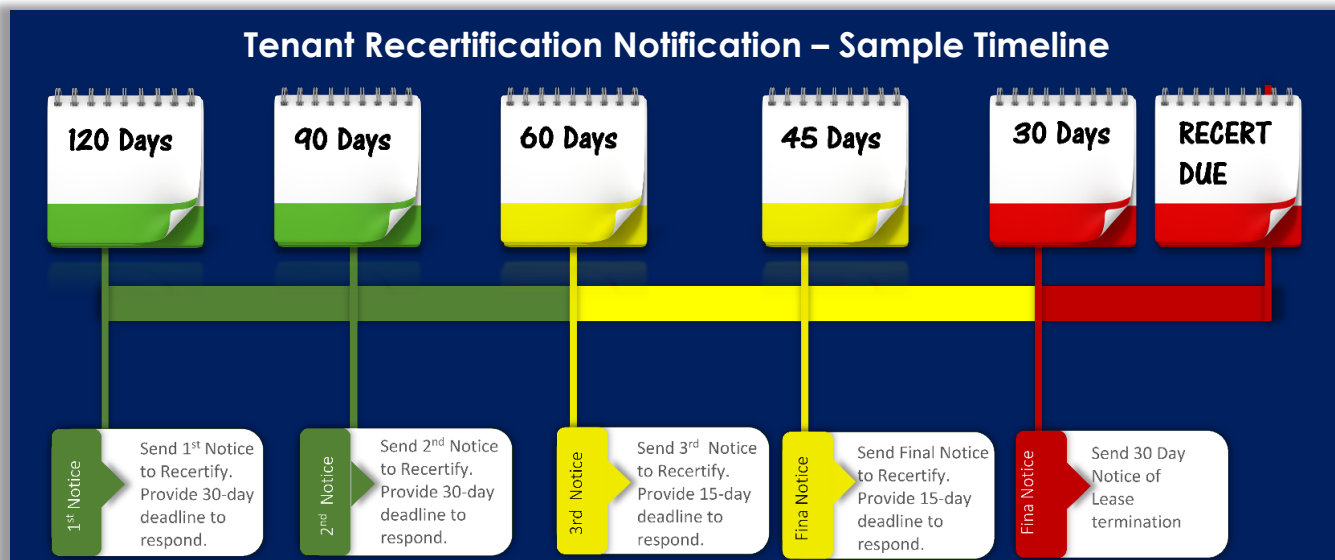 Tenant Recertification Notification – Sample Timeline
120 Days
90 Days
60 Days
45 Days
30 Days
RECERT
DUE
1st Notice
Send 1st Notice
to Recertify.
Provide 30-day
deadline to
respond.
2nd Notice
Send 2nd Notice
to Recertify.
Provide 30-day
deadline to
respond.
3rd Notice
Send 3rd Notice
to Recertify.
Provide 15-day
deadline to
respond.
Fina Notice
Send Final Notice
to Recertify.
Provide 15-day
deadline to
respond.
Fina Notice
Send 30 Day
Notice of
Lease
termination